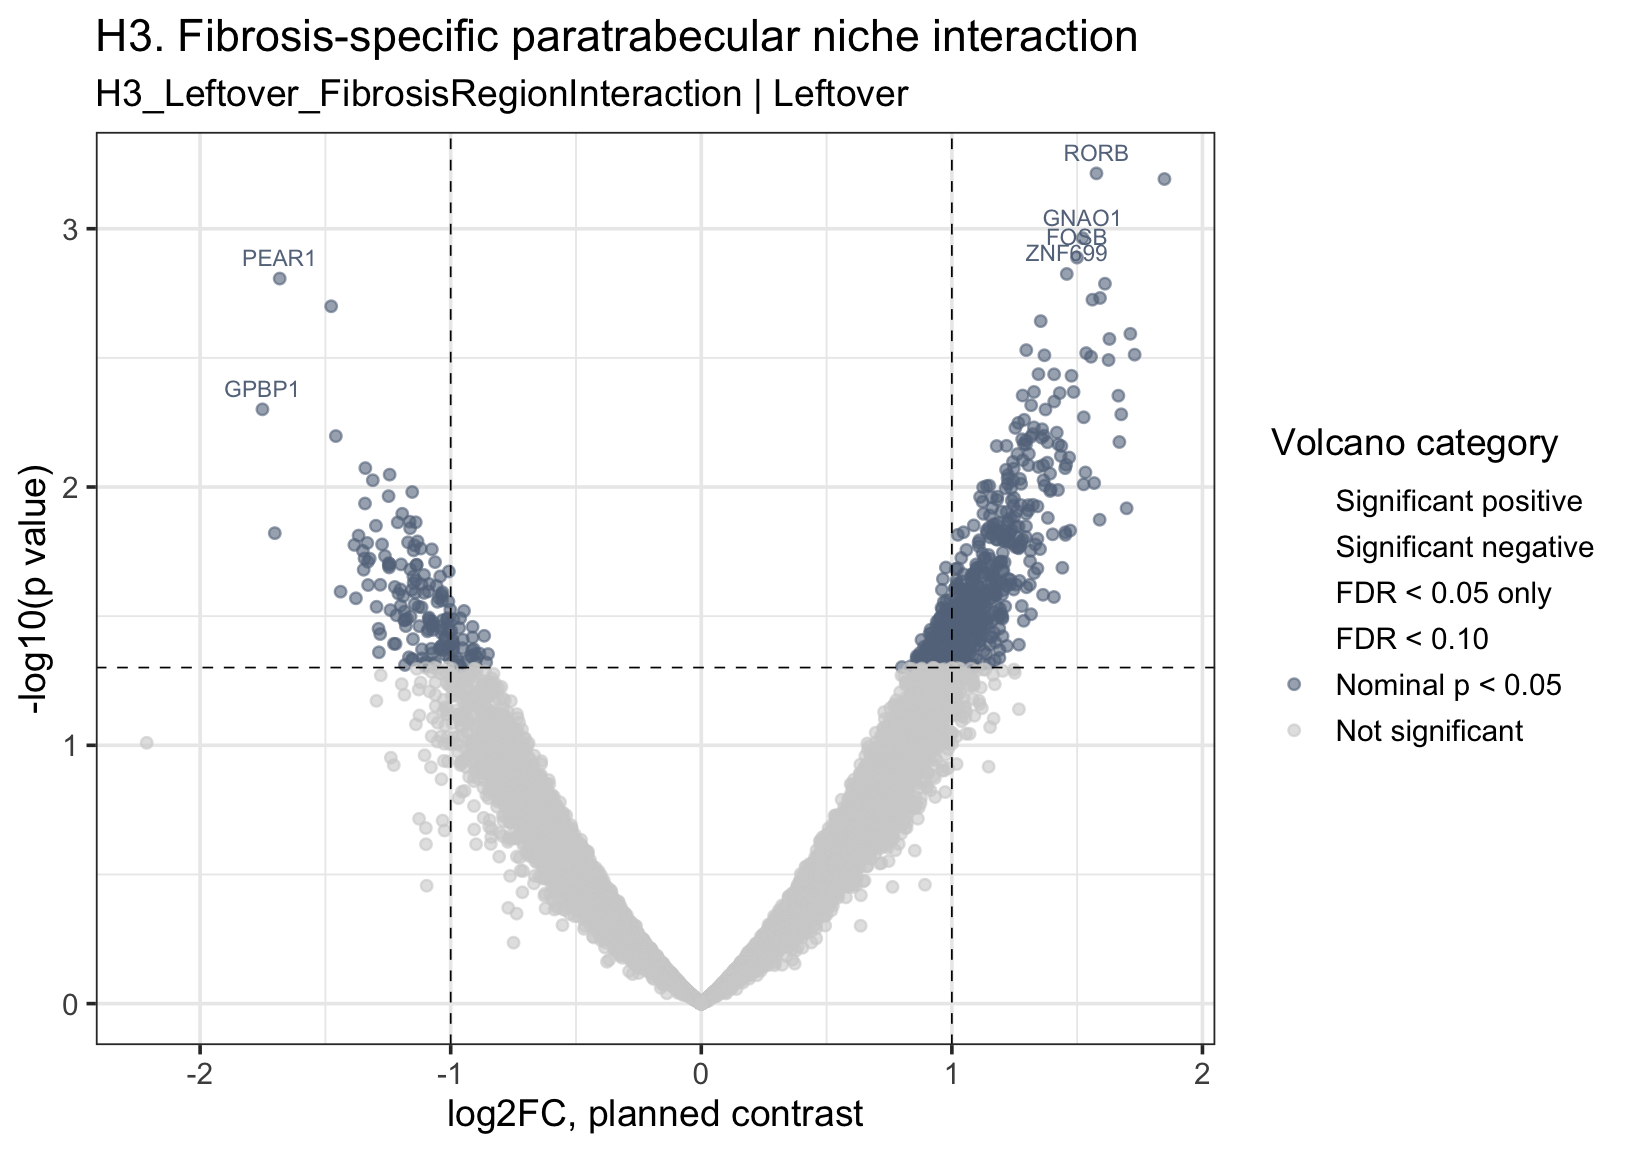 H3. Fibrosis-specific paratrabecular niche interaction
H3_Leftover_FibrosisRegionInteraction | Leftover
RORB
GNAO1
FOSB
ZNF699
PEAR1
GPBP1
3
2
1
0
-log10(p value)
-2
-1
0
1
2
log2FC, planned contrast
Volcano category
Significant positive
Significant negative
FDR < 0.05 only
FDR < 0.10
Nominal p < 0.05
Not significant